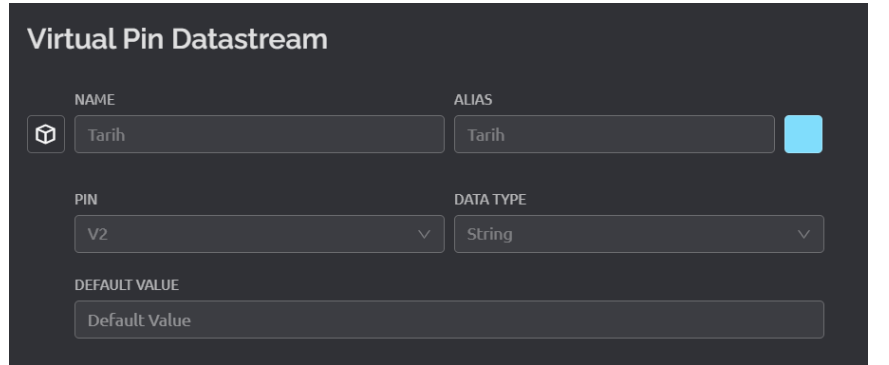 Virtual Pin Datastream
NAME ALIAS
Tarih Tarih
PIN DATA TYPE
V2 String
DEFAULT VALUE
Default Value